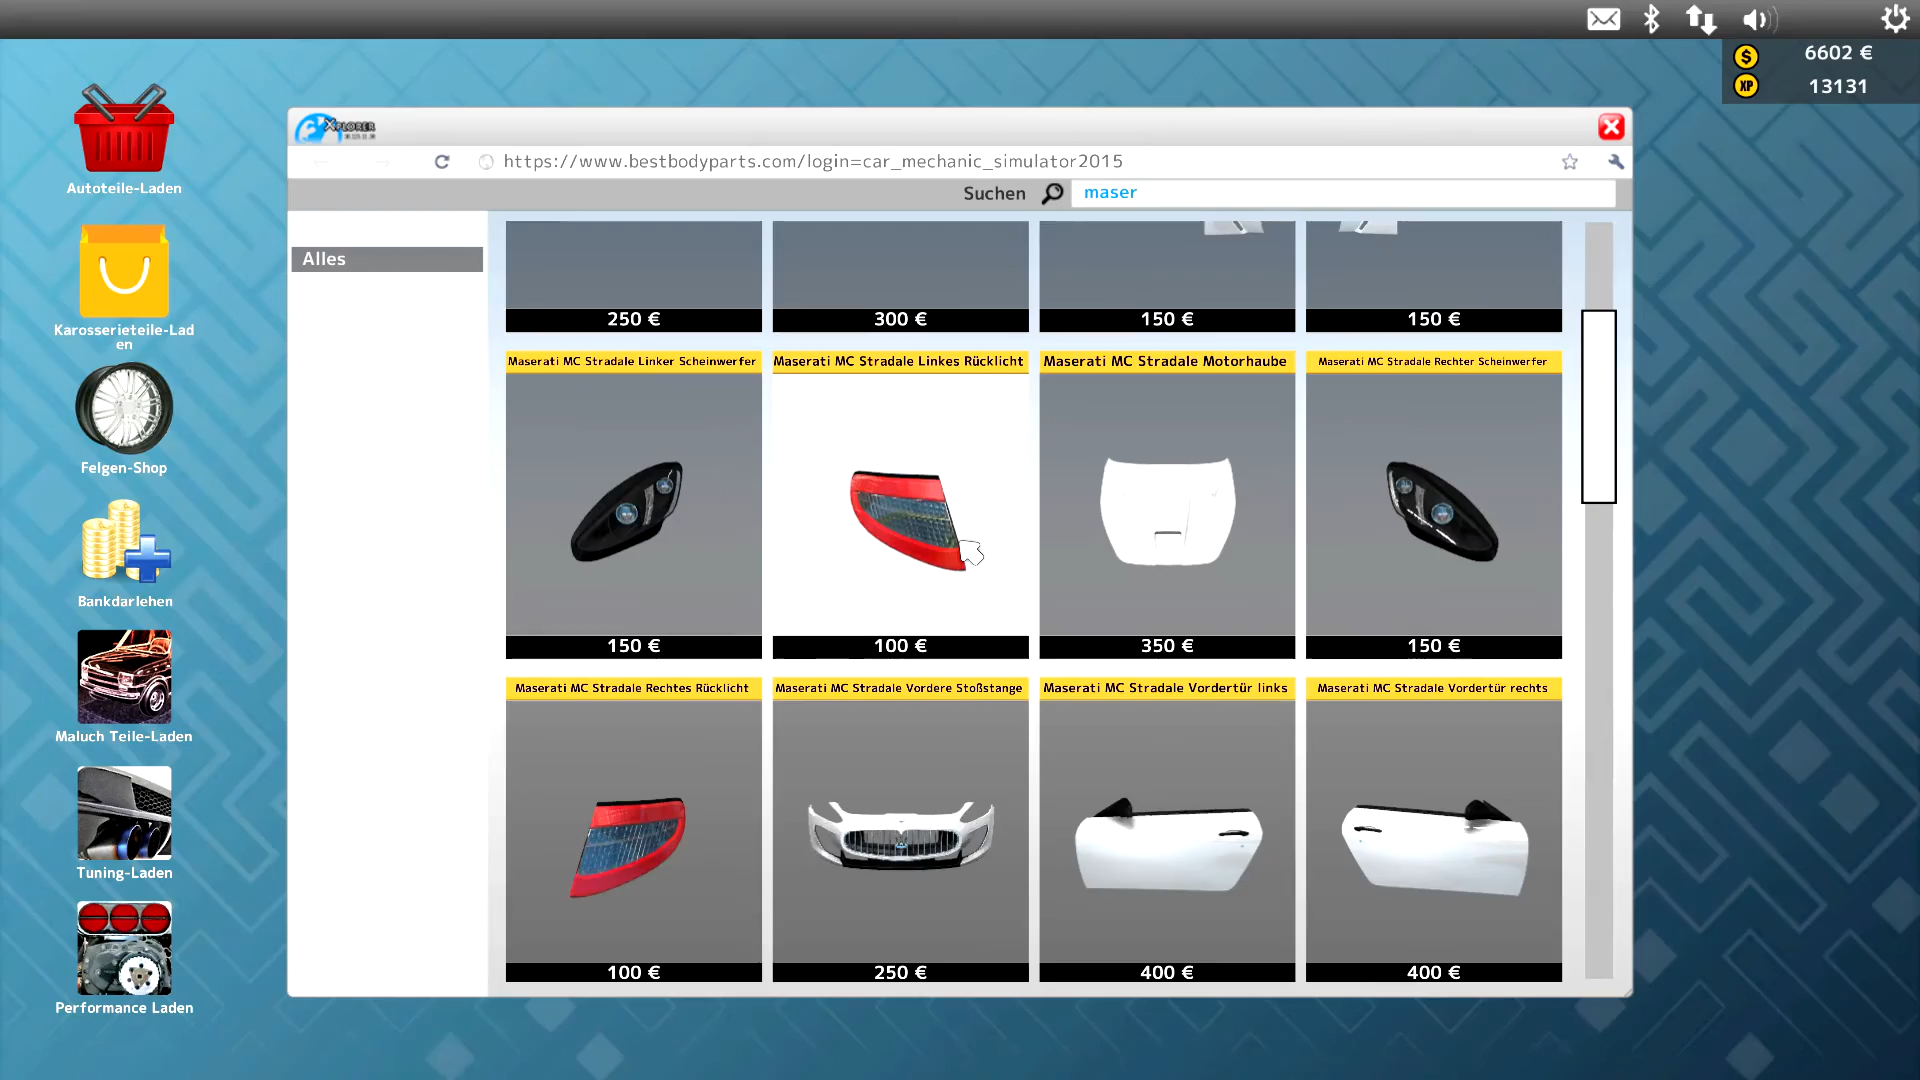 6602 €
XP
13131
XPLORER
https://www.bestbodyparts.com/login=car_mechanic_simulator2015
Suchen
maser
Alles
Autoteile-Laden
Karosserieteile-Lad
en
Felgen-Shop
Bankdarlehen
Maluch Teile-Laden
Tuning-Laden
Performance Laden
250 €
300 €
150 €
150 €
Maserati MC Stradale Linker Scheinwerfer
Maserati MC Stradale Linkes Rücklicht
Maserati MC Stradale Motorhaube
Maserati MC Stradale Rechter Scheinwerfer
150 €
100 €
350 €
150 €
Maserati MC Stradale Rechtes Rücklicht
Maserati MC Stradale Vordere Stoßstange
Maserati MC Stradale Vordertür links
Maserati MC Stradale Vordertür rechts
100 €
250 €
400 €
400 €